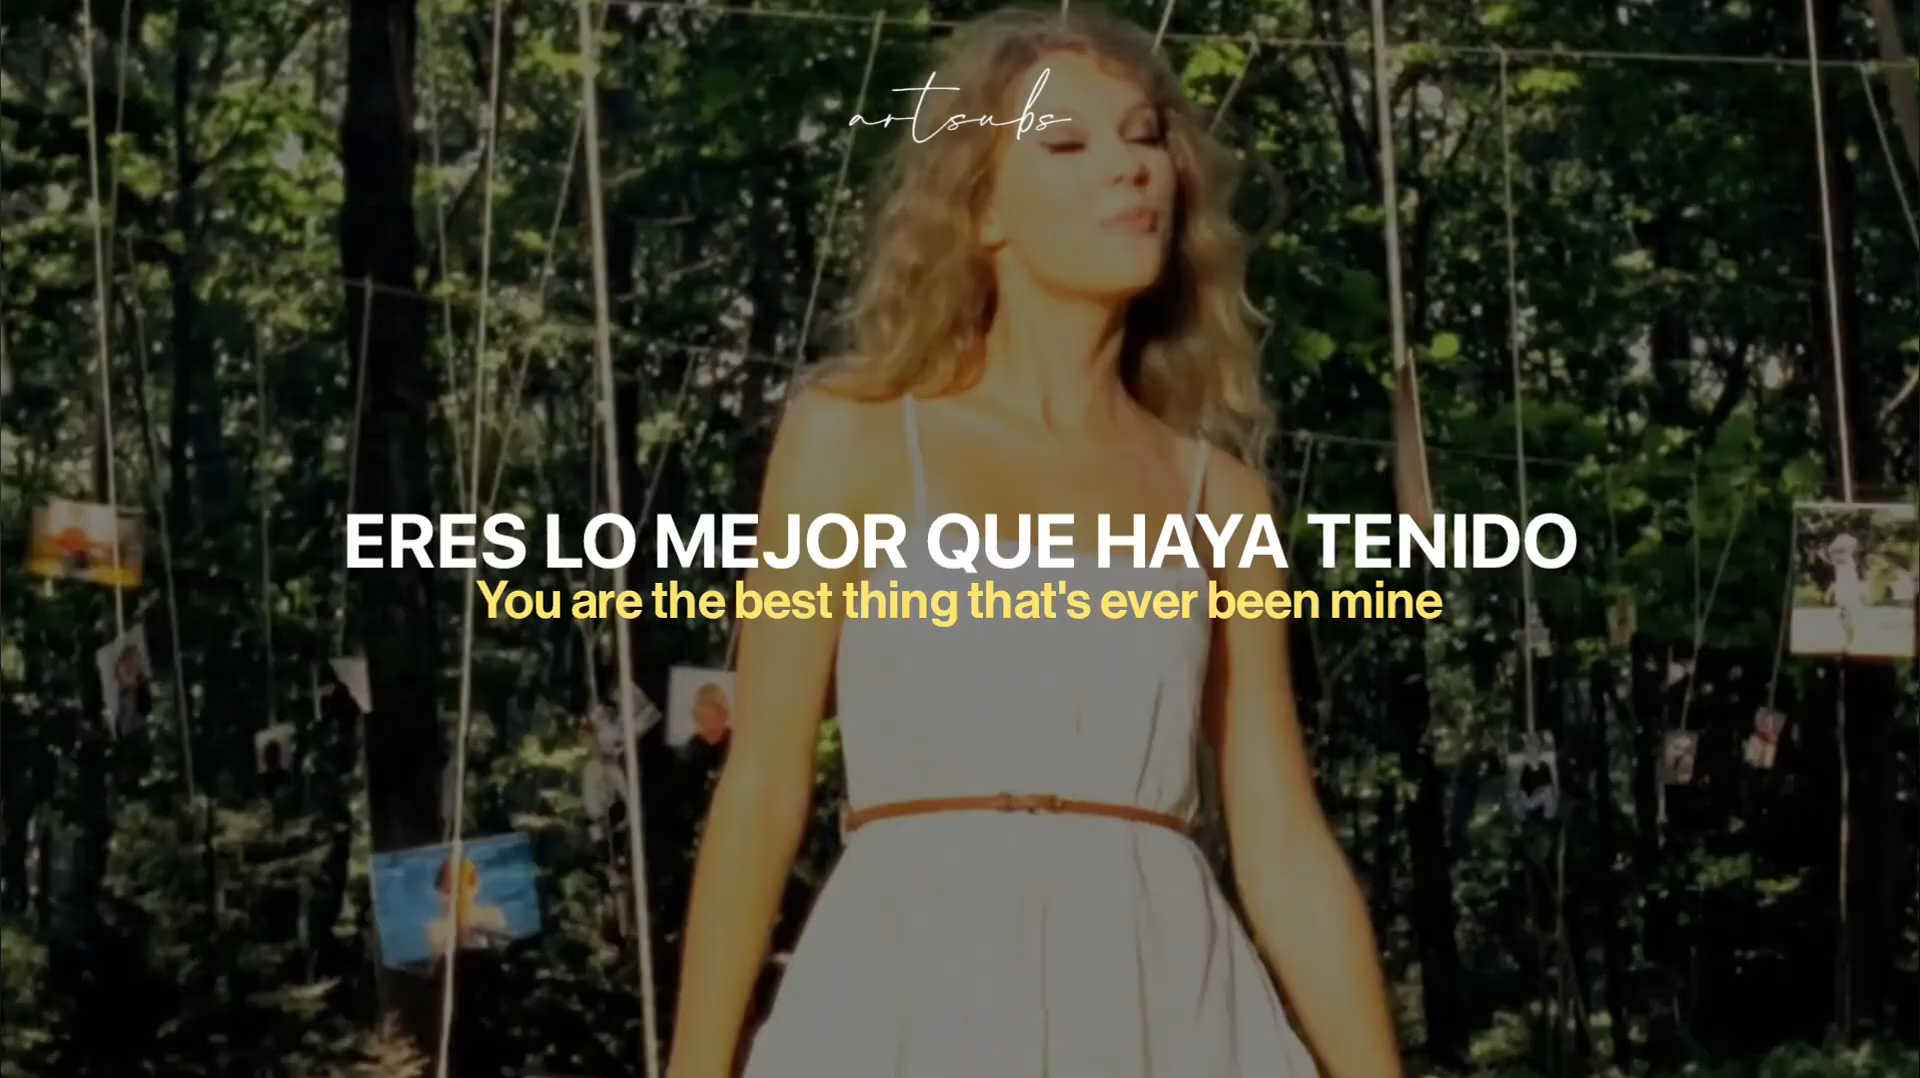 artsubs
ERES LO MEJOR QUE HAYA TENIDO
You are the best thing that's ever been mine